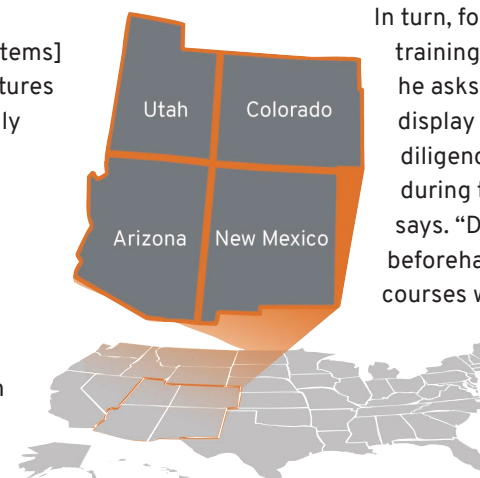 tems]
tures
ly
n
Utah
Colorado
Arizona
New Mexico
In turn, fo
training
he asks
display
diligenc
during t
says. “D
beforeha
courses w